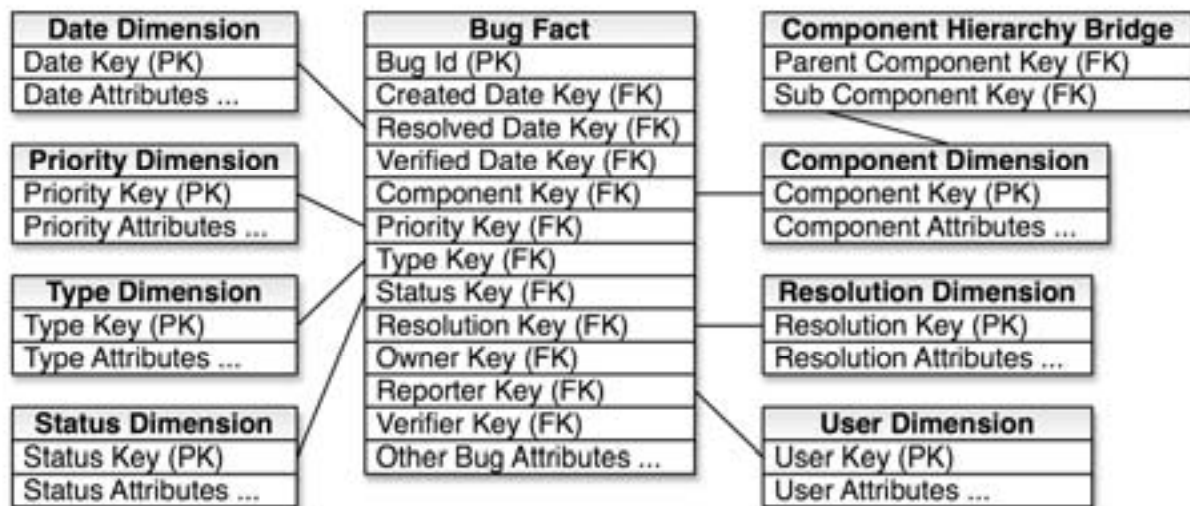 Date Dimension
Date Key (PK)
Date Attributes ...
Priority Dimension
Priority Key (PK)
Priority Attributes ...
Type Dimension
Type Key (PK)
Type Attributes ...
Status Dimension
Status Key (PK)
Status Attributes ...
Bug Fact
Bug Id (PK)
Created Date Key (FK)
Resolved Date Key (FK)
Verified Date Key (FK)
Component Key (FK)
Priority Key (FK)
Type Key (FK)
Status Key (FK)
Resolution Key (FK)
Owner Key (FK)
Reporter Key (FK)
Verifier Key (FK)
Other Bug Attributes ...
Component Hierarchy Bridge
Parent Component Key (FK)
Sub Component Key (FK)
Component Dimension
Component Key (PK)
Component Attributes ...
Resolution Dimension
Resolution Key (PK)
Resolution Attributes ...
User Dimension
User Key (PK)
User Attributes ...